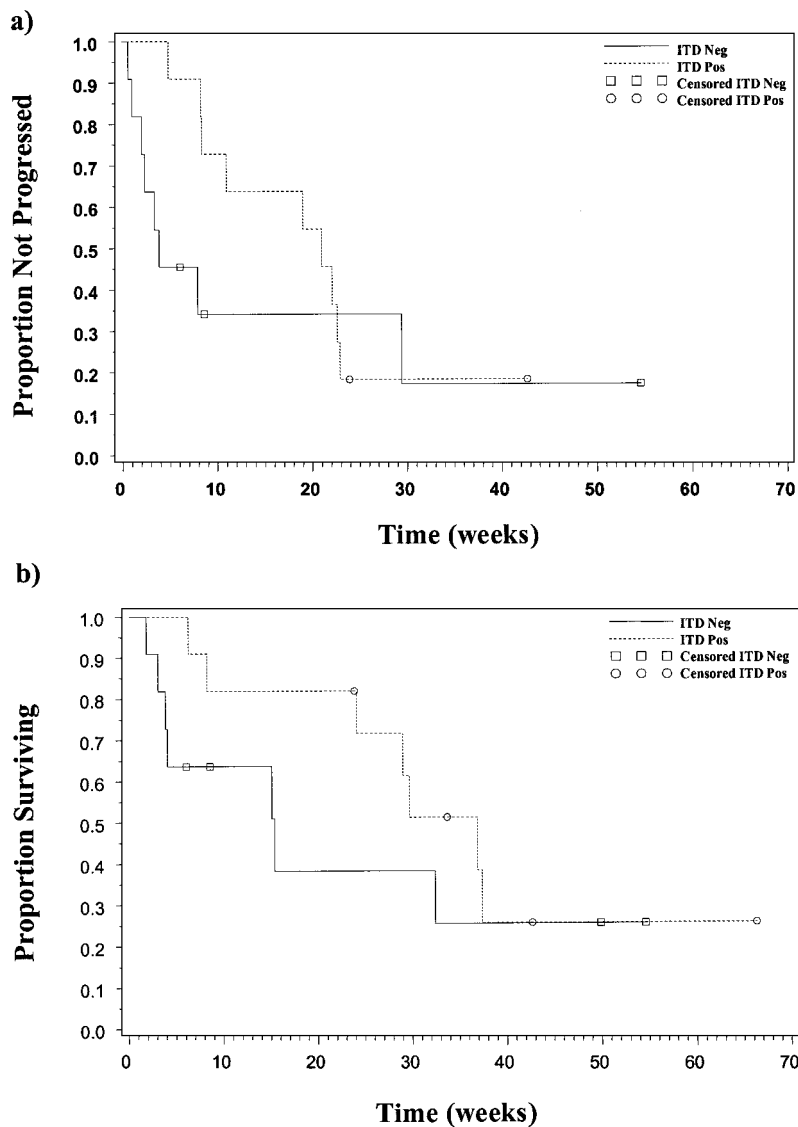 a)
1.0
0.9
0.8
0.7
0.6
0.5
0.4
0.3
0.2
0.1
0.0
Proportion Not Progressed
ITD Neg
ITD Pos
Censored ITD Neg
Censored ITD Pos
0 10 20 30 40 50 60 70
Time (weeks)
b)
1.0
0.9
0.8
0.7
0.6
0.5
0.4
0.3
0.2
0.1
0.0
Proportion Surviving
ITD Neg
ITD Pos
Censored ITD Neg
Censored ITD Pos
0 10 20 30 40 50 60 70
Time (weeks)